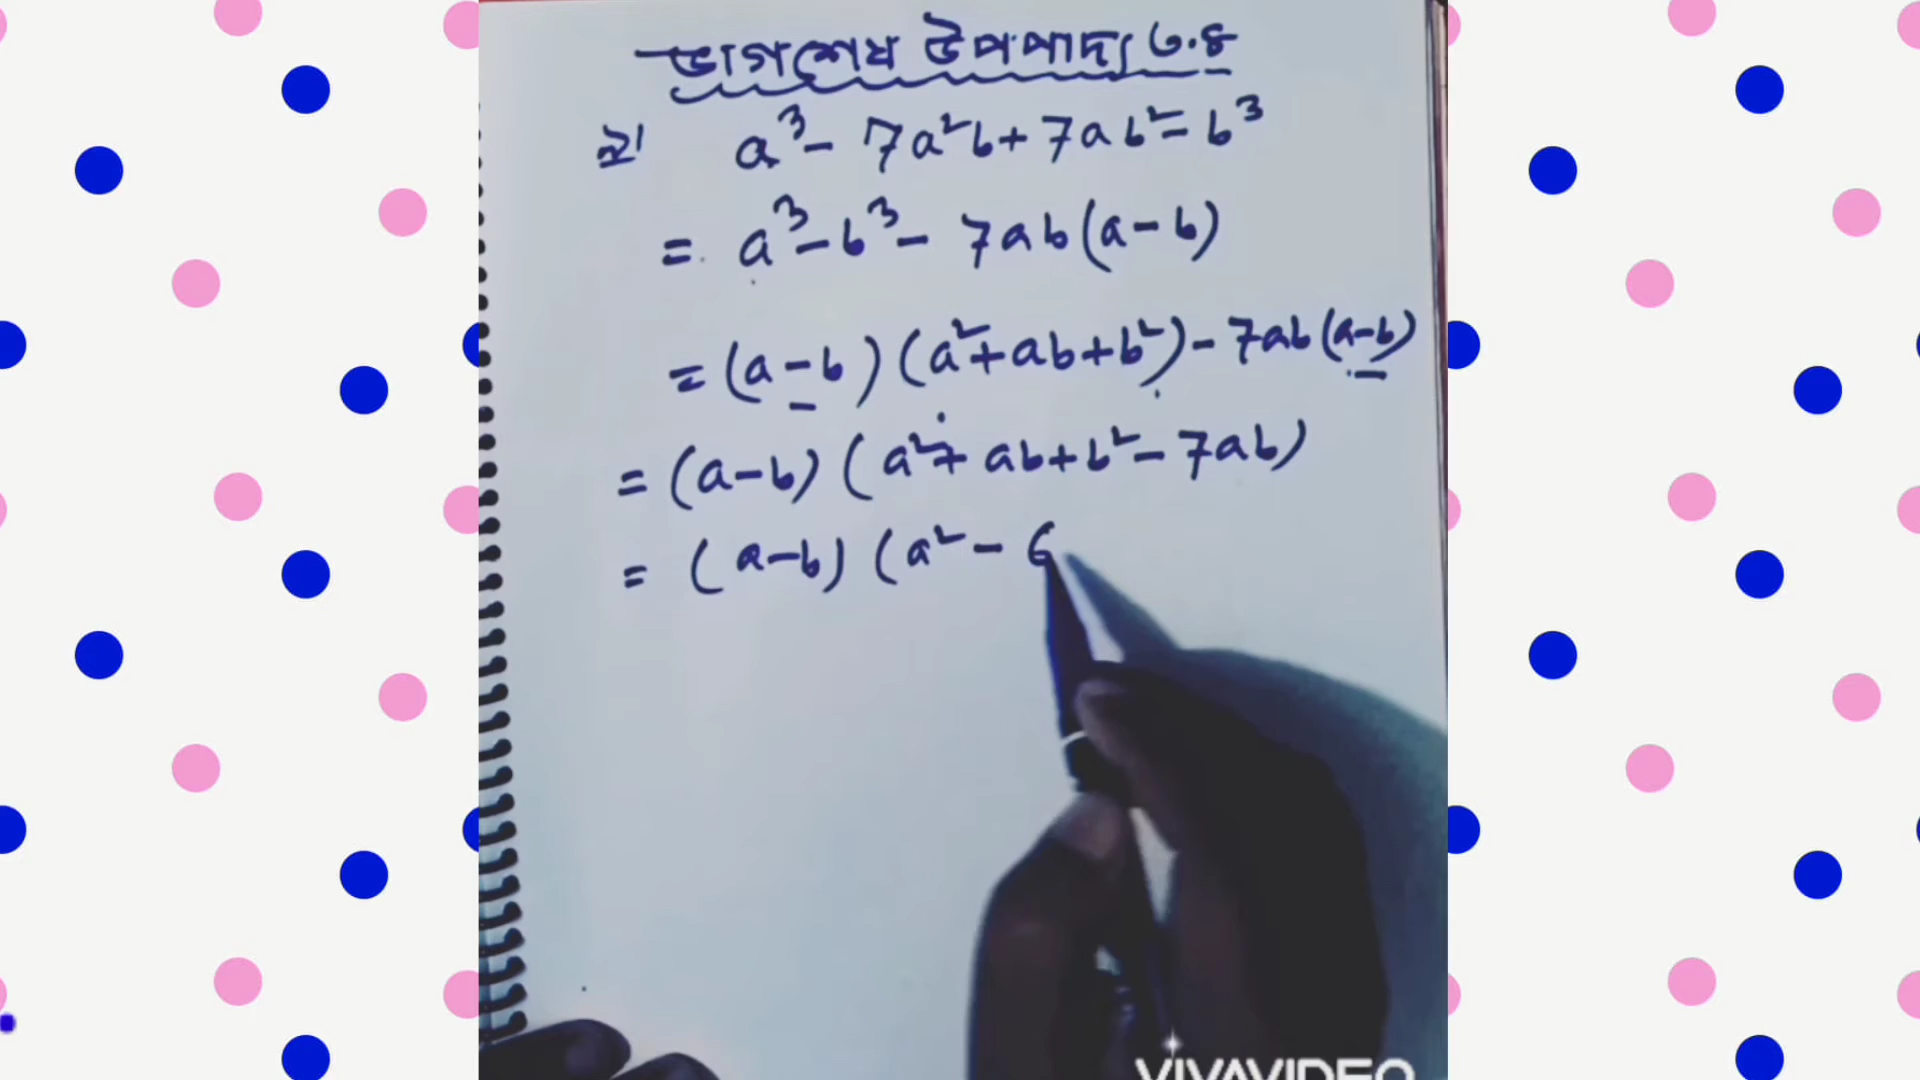 ভাগশেষ উপপাদ্য ৩.৪
২। a³ - 7a²b + 7ab² - b³
= a³ - b³ - 7ab (a - b)
= (a - b) (a² + ab + b²) - 7ab (a - b)
= (a - b) (a² + ab + b² - 7ab)
= (a - b) (a² - 6
VIVAVIDEO